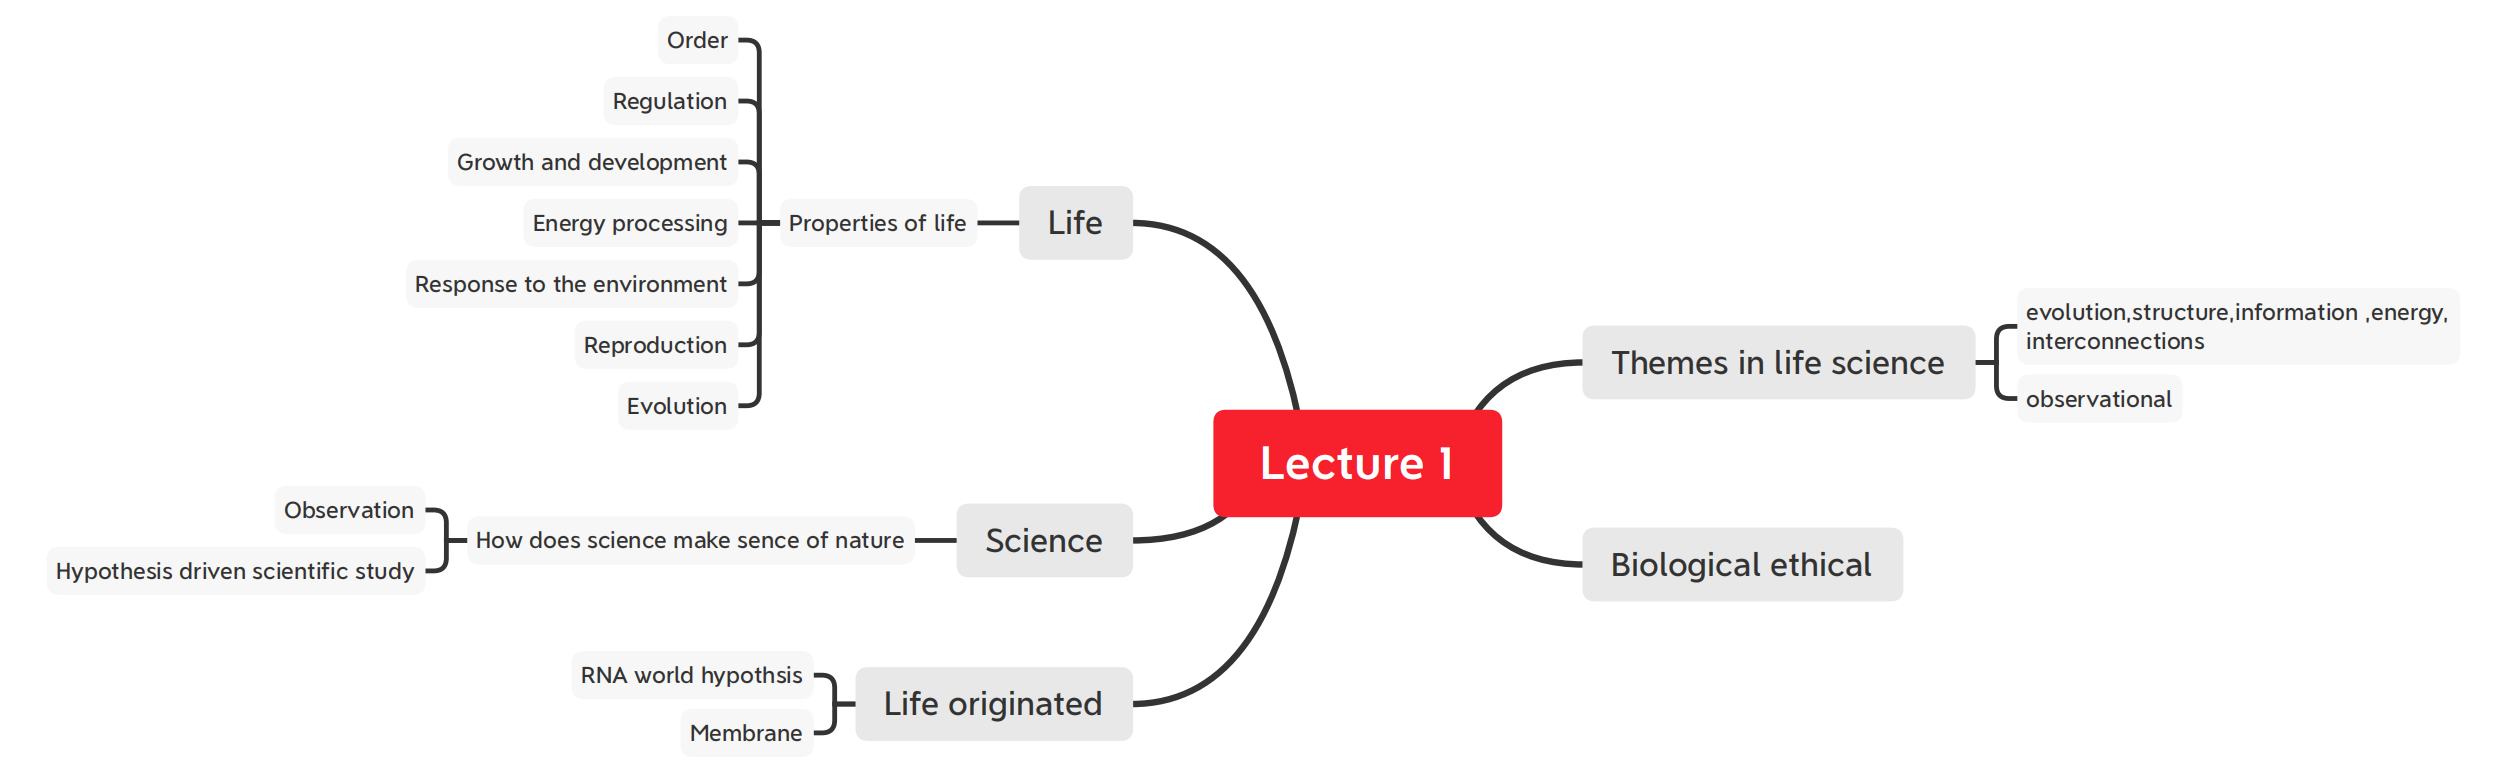 Order
Regulation
Growth and development
Energy processing
Response to the environment
Reproduction
Evolution
Properties of life
Life
Observation
Hypothesis driven scientific study
How does science make sence of nature
Science
RNA world hypothsis
Membrane
Life originated
Lecture 1
Themes in life science
evolution,structure,information ,energy,
interconnections
observational
Biological ethical